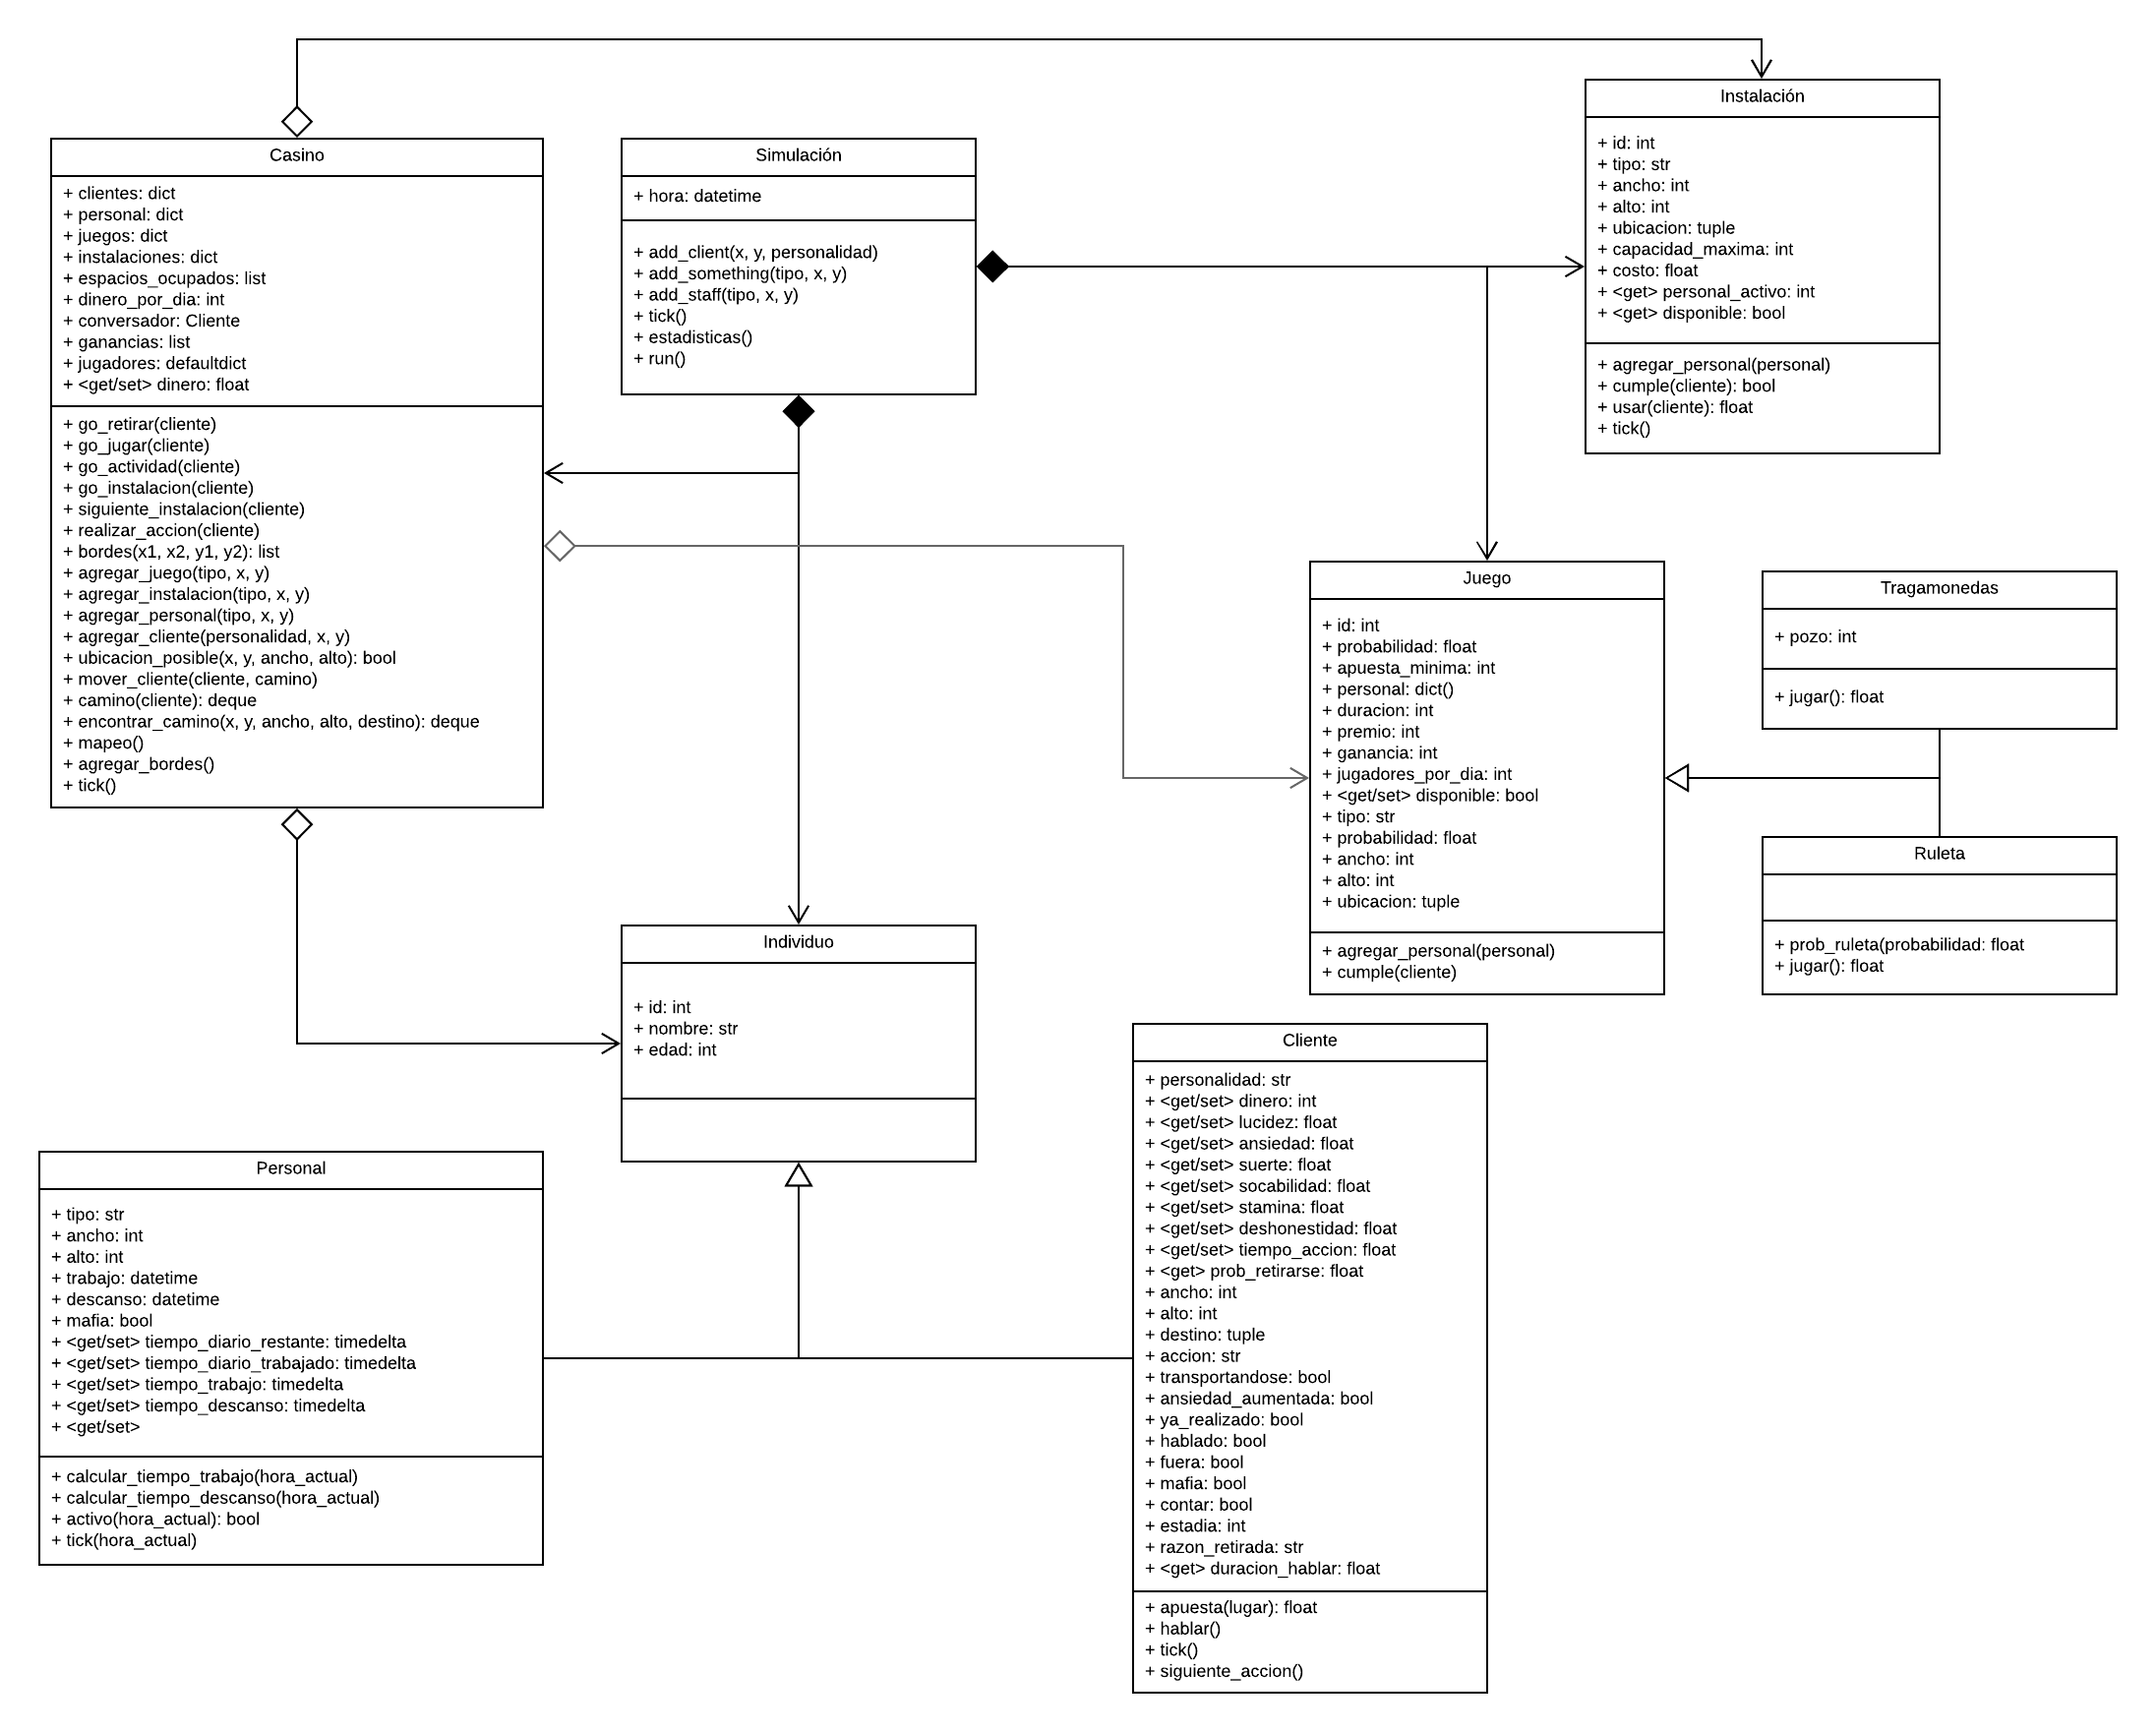 Casino
+ clientes: dict
+ personal: dict
+ juegos: dict
+ instalaciones: dict
+ espacios_ocupados: list
+ dinero_por_dia: int
+ conversador: Cliente
+ ganancias: list
+ jugadores: defaultdict
+ <get/set> dinero: float
+ go_retirar(cliente)
+ go_jugar(cliente)
+ go_actividad(cliente)
+ go_instalacion(cliente)
+ siguiente_instalacion(cliente)
+ realizar_accion(cliente)
+ bordes(x1, x2, y1, y2): list
+ agregar_juego(tipo, x, y)
+ agregar_instalacion(tipo, x, y)
+ agregar_personal(tipo, x, y)
+ agregar_cliente(personalidad, x, y)
+ ubicacion_posible(x, y, ancho, alto): bool
+ mover_cliente(cliente, camino)
+ camino(cliente): deque
+ encontrar_camino(x, y, ancho, alto, destino): deque
+ mapeo()
+ agregar_bordes()
+ tick()
Simulación
+ hora: datetime
+ add_client(x, y, personalidad)
+ add_something(tipo, x, y)
+ add_staff(tipo, x, y)
+ tick()
+ estadisticas()
+ run()
Instalación
+ id: int
+ tipo: str
+ ancho: int
+ alto: int
+ ubicacion: tuple
+ capacidad_maxima: int
+ costo: float
+ <get> personal_activo: int
+ <get> disponible: bool
+ agregar_personal(personal)
+ cumple(cliente): bool
+ usar(cliente): float
+ tick()
Juego
+ id: int
+ probabilidad: float
+ apuesta_minima: int
+ personal: dict()
+ duracion: int
+ premio: int
+ ganancia: int
+ jugadores_por_dia: int
+ <get/set> disponible: bool
+ tipo: str
+ probabilidad: float
+ ancho: int
+ alto: int
+ ubicacion: tuple
+ agregar_personal(personal)
+ cumple(cliente)
Tragamonedas
+ pozo: int
+ jugar(): float
Ruleta
+ prob_ruleta(probabilidad: float
+ jugar(): float
Individuo
+ id: int
+ nombre: str
+ edad: int
Personal
+ tipo: str
+ ancho: int
+ alto: int
+ trabajo: datetime
+ descanso: datetime
+ mafia: bool
+ <get/set> tiempo_diario_restante: timedelta
+ <get/set> tiempo_diario_trabajado: timedelta
+ <get/set> tiempo_trabajo: timedelta
+ <get/set> tiempo_descanso: timedelta
+ <get/set>
+ calcular_tiempo_trabajo(hora_actual)
+ calcular_tiempo_descanso(hora_actual)
+ activo(hora_actual): bool
+ tick(hora_actual)
Cliente
+ personalidad: str
+ <get/set> dinero: int
+ <get/set> lucidez: float
+ <get/set> ansiedad: float
+ <get/set> suerte: float
+ <get/set> socabilidad: float
+ <get/set> stamina: float
+ <get/set> deshonestidad: float
+ <get/set> tiempo_accion: float
+ <get> prob_retirarse: float
+ ancho: int
+ alto: int
+ destino: tuple
+ accion: str
+ transportandose: bool
+ ansiedad_aumentada: bool
+ ya_realizado: bool
+ hablado: bool
+ fuera: bool
+ mafia: bool
+ contar: bool
+ estadia: int
+ razon_retirada: str
+ <get> duracion_hablar: float
+ apuesta(lugar): float
+ hablar()
+ tick()
+ siguiente_accion()